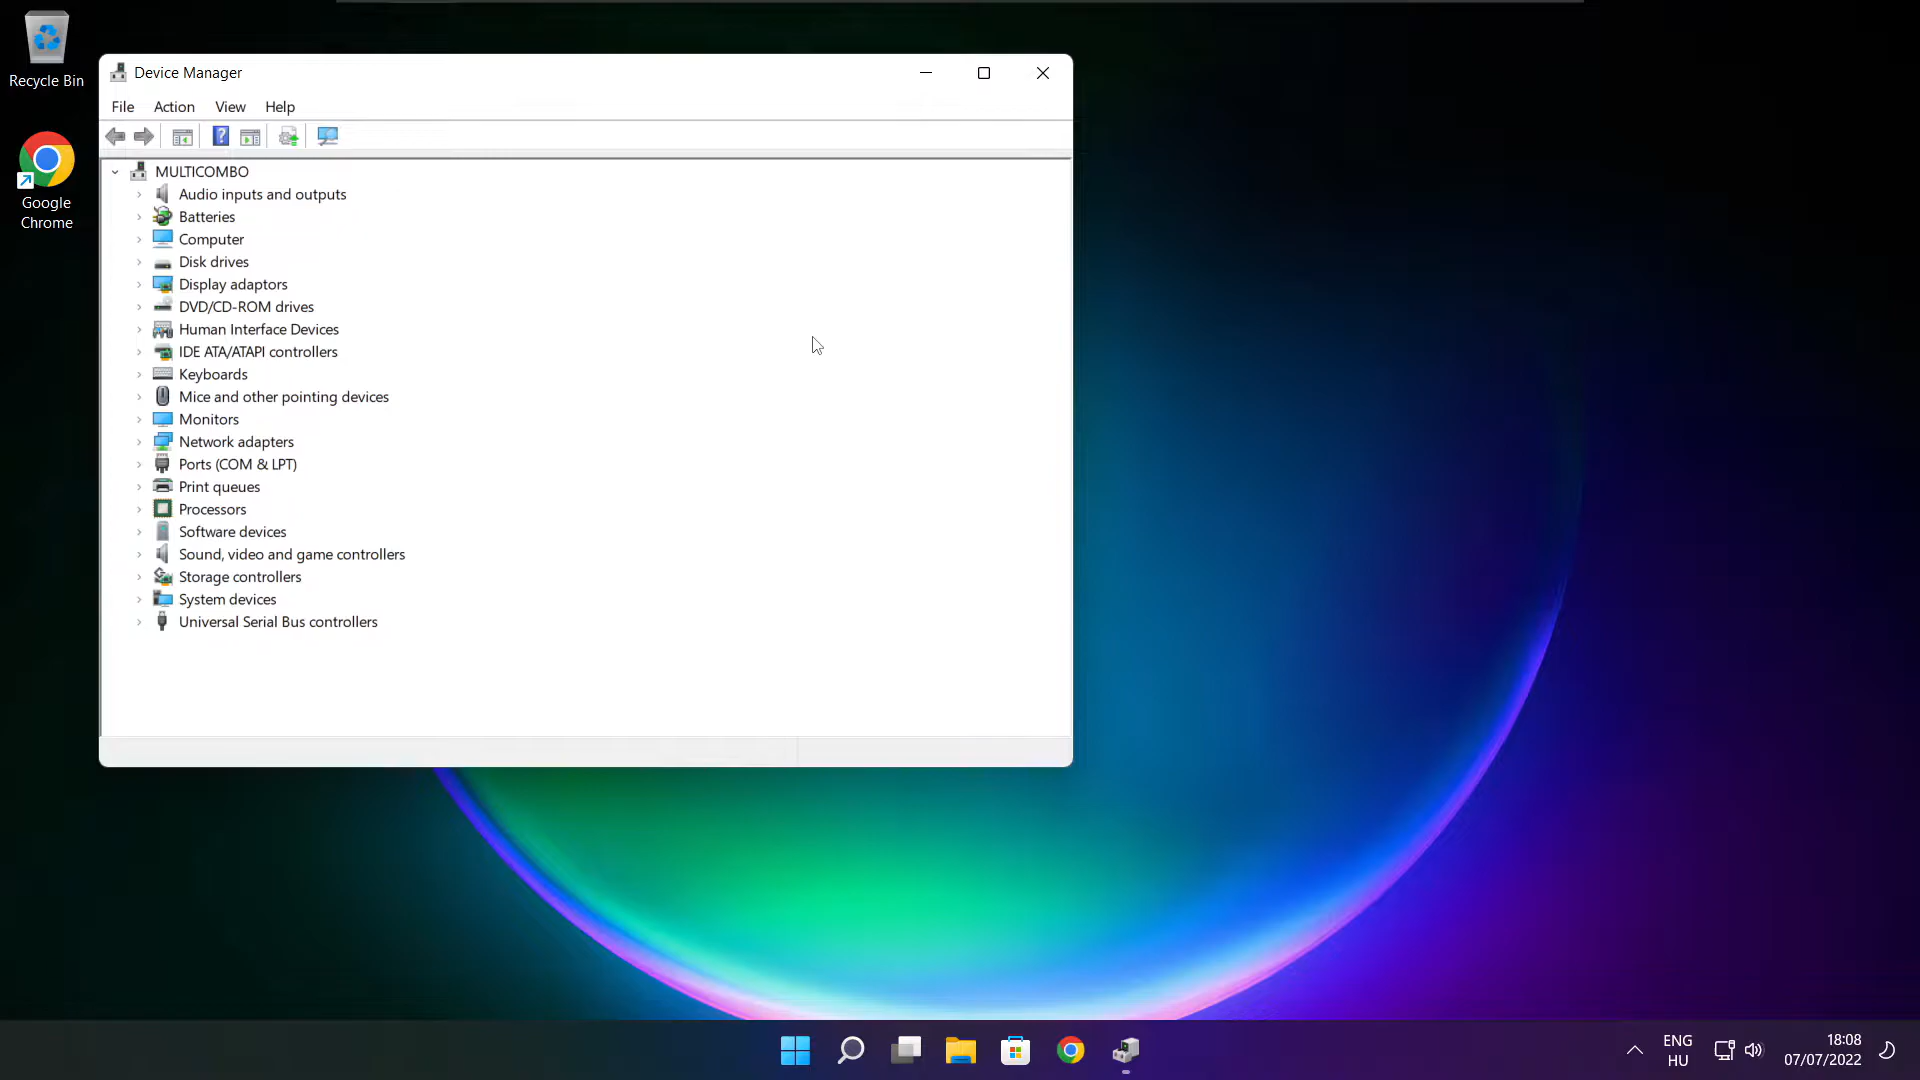 Recycle Bin
Google
Chrome
Device Manager
File Action View Help
MULTICOMBO
Audio inputs and outputs
Batteries
Computer
Disk drives
Display adaptors
DVD/CD-ROM drives
Human Interface Devices
IDE ATA/ATAPI controllers
Keyboards
Mice and other pointing devices
Monitors
Network adapters
Ports (COM & LPT)
Print queues
Processors
Software devices
Sound, video and game controllers
Storage controllers
System devices
Universal Serial Bus controllers
ENG
HU
18:08
07/07/2022